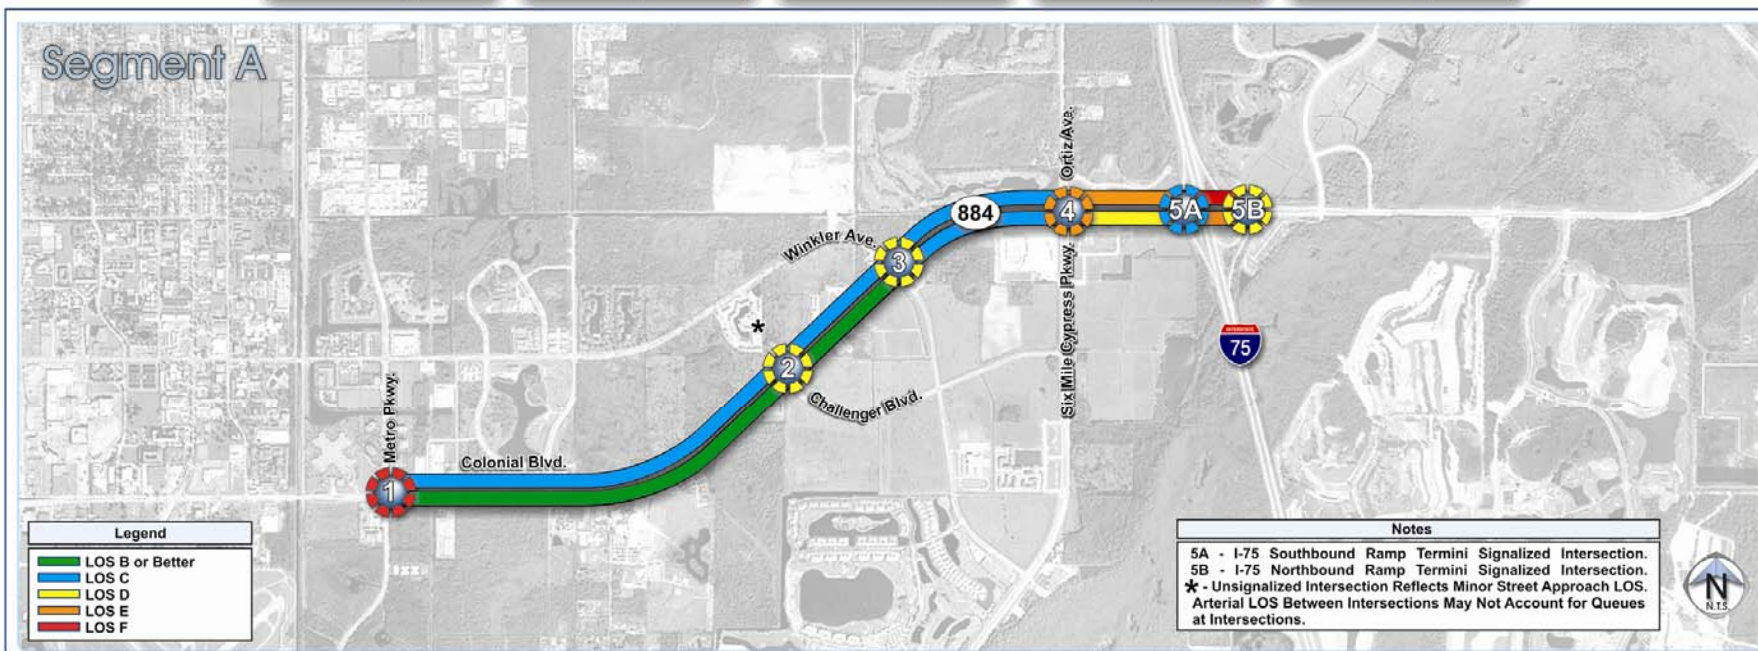 Segment A
Ortiz Ave.
884
4
5A
5B
Winkler Ave.
3
Six Mile Cypress Pkwy.
INTERSTATE
75
*
2
Challenger Blvd.
Metro Pkwy.
Colonial Blvd.
1
Legend
LOS B or Better
LOS C
LOS D
LOS E
LOS F
Notes
5A - I-75 Southbound Ramp Termini Signalized Intersection.
5B - I-75 Northbound Ramp Termini Signalized Intersection.
* - Unsignalized Intersection Reflects Minor Street Approach LOS.
Arterial LOS Between Intersections May Not Account for Queues
at Intersections.
N
N.T.S.